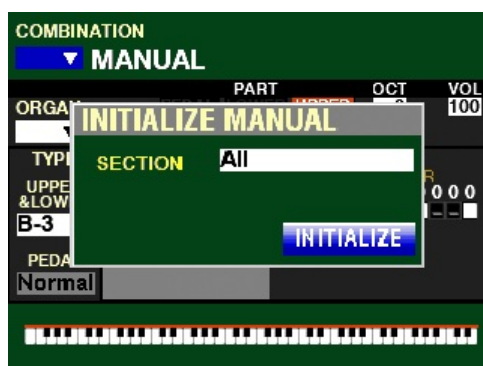 COMBINATION
MANUAL
PART OCT VOL
100
INITIALIZE MANUAL
SECTION All
INITIALIZE
B-3
Normal